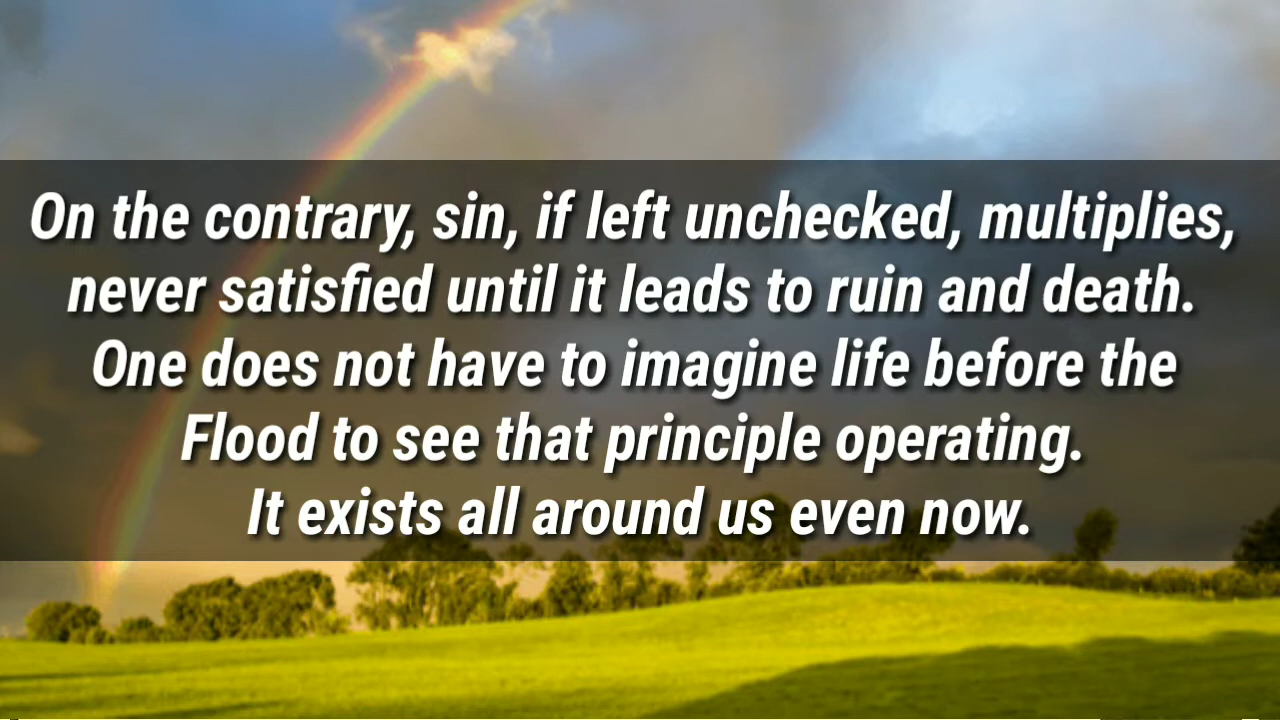 On the contrary, sin, if left unchecked, multiplies,
never satisfied until it leads to ruin and death.
One does not have to imagine life before the
Flood to see that principle operating.
It exists all around us even now.